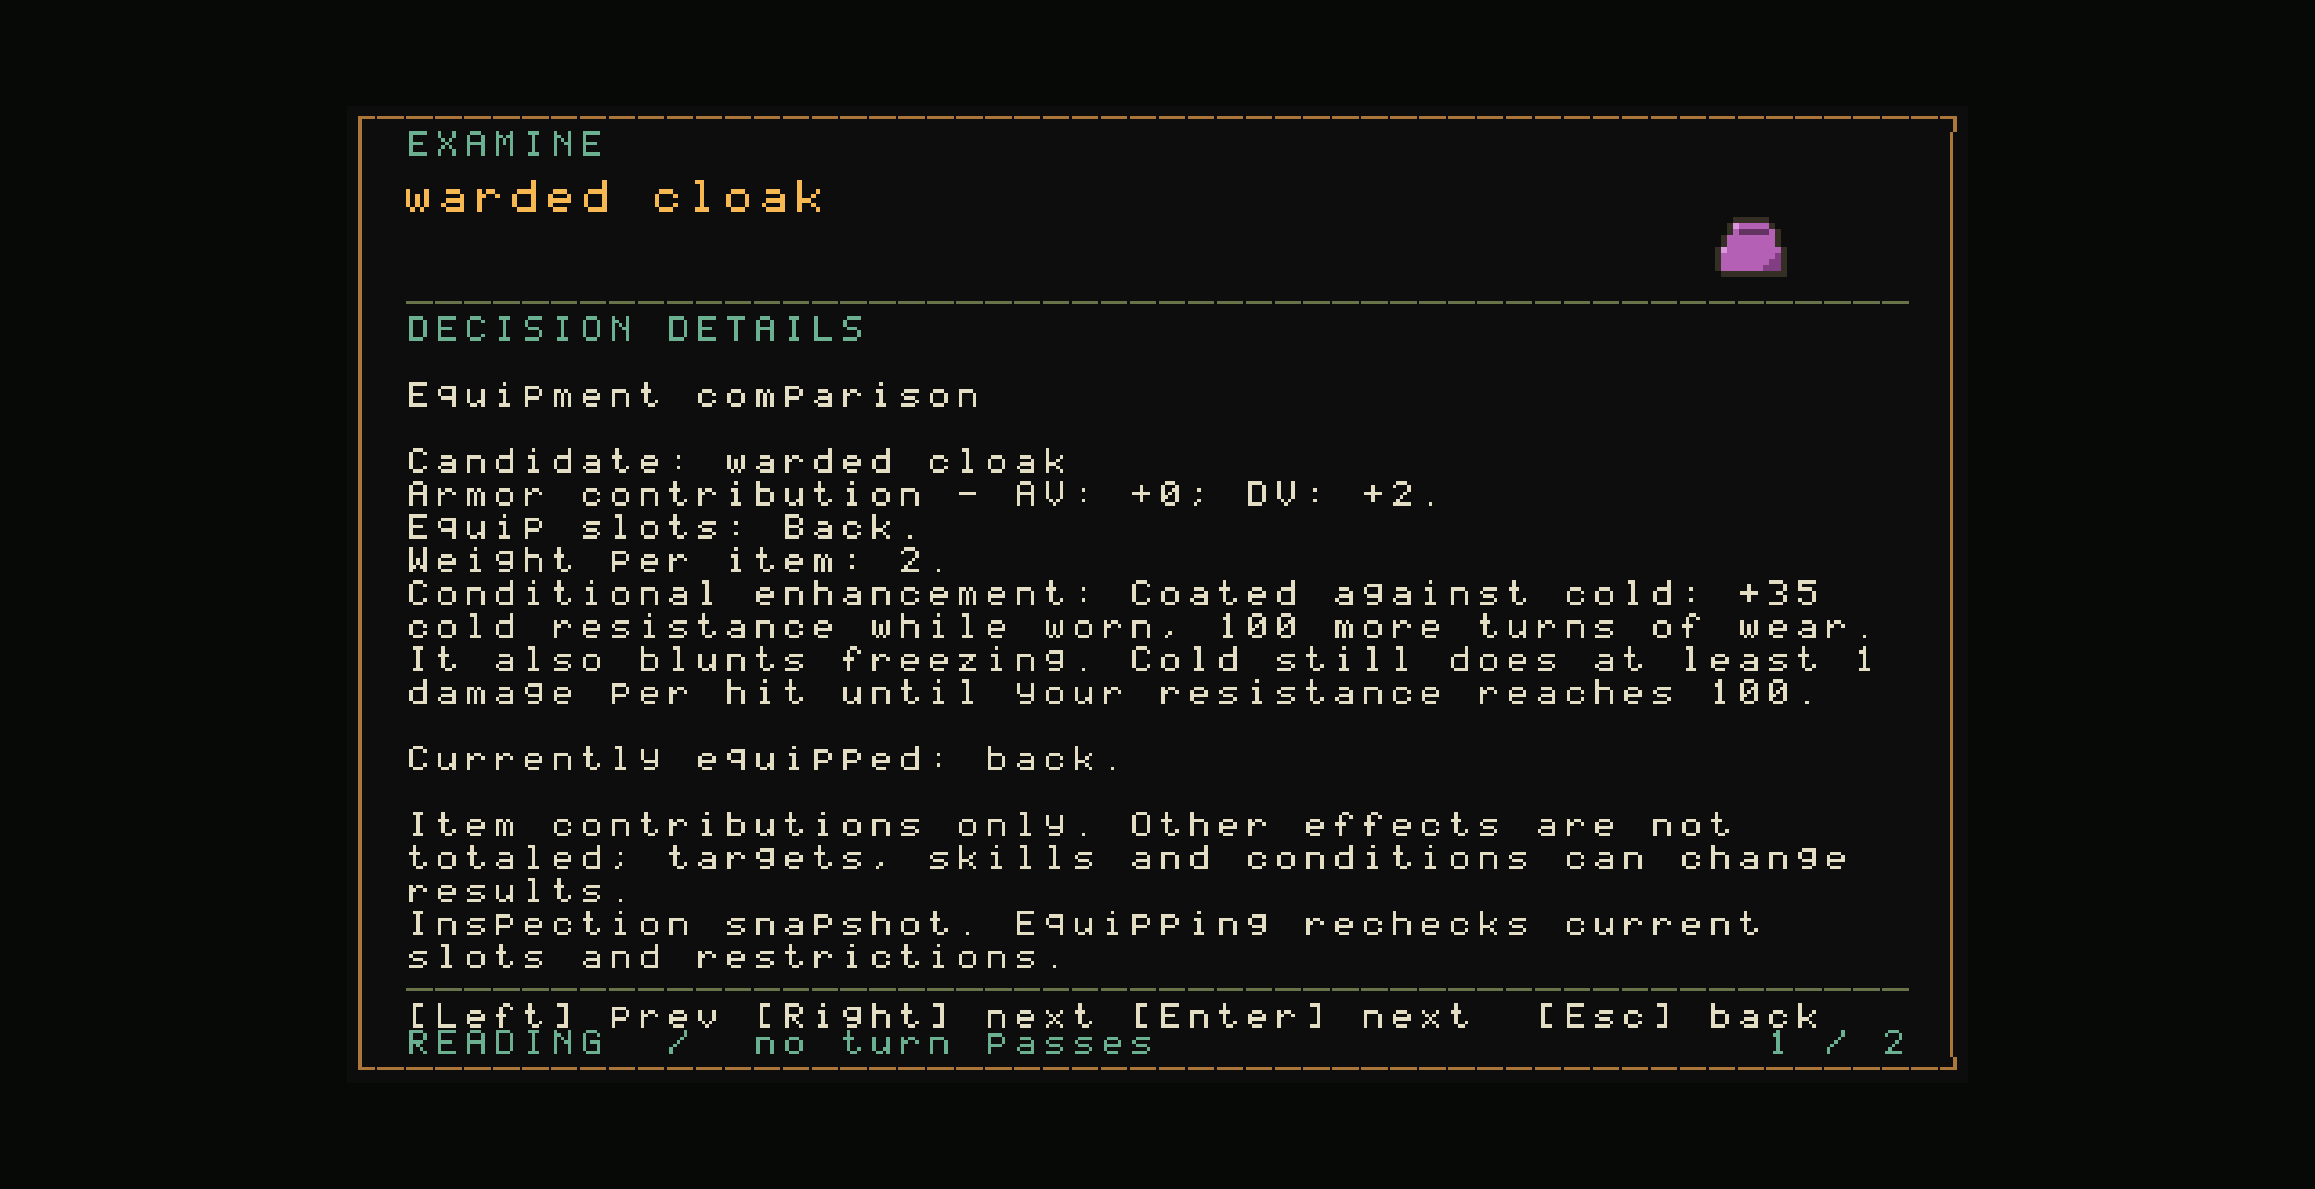 EXAMINE
warded cloak
DECISION DETAILS
Equipment comparison
Candidate: warded cloak
Armor contribution - AV: +0; DV: +2.
Equip slots: Back.
Weight per item: 2.
Conditional enhancement: Coated against cold: +35
cold resistance while worn, 100 more turns of wear.
It also blunts freezing. Cold still does at least 1
damage per hit until your resistance reaches 100.
Currently equipped: back.
Item contributions only. Other effects are not
totaled; targets, skills and conditions can change
results.
Inspection snapshot. Equipping rechecks current
slots and restrictions.
[Left] prev [Right] next [Enter] next [Esc] back
READING / no turn passes 1 / 2